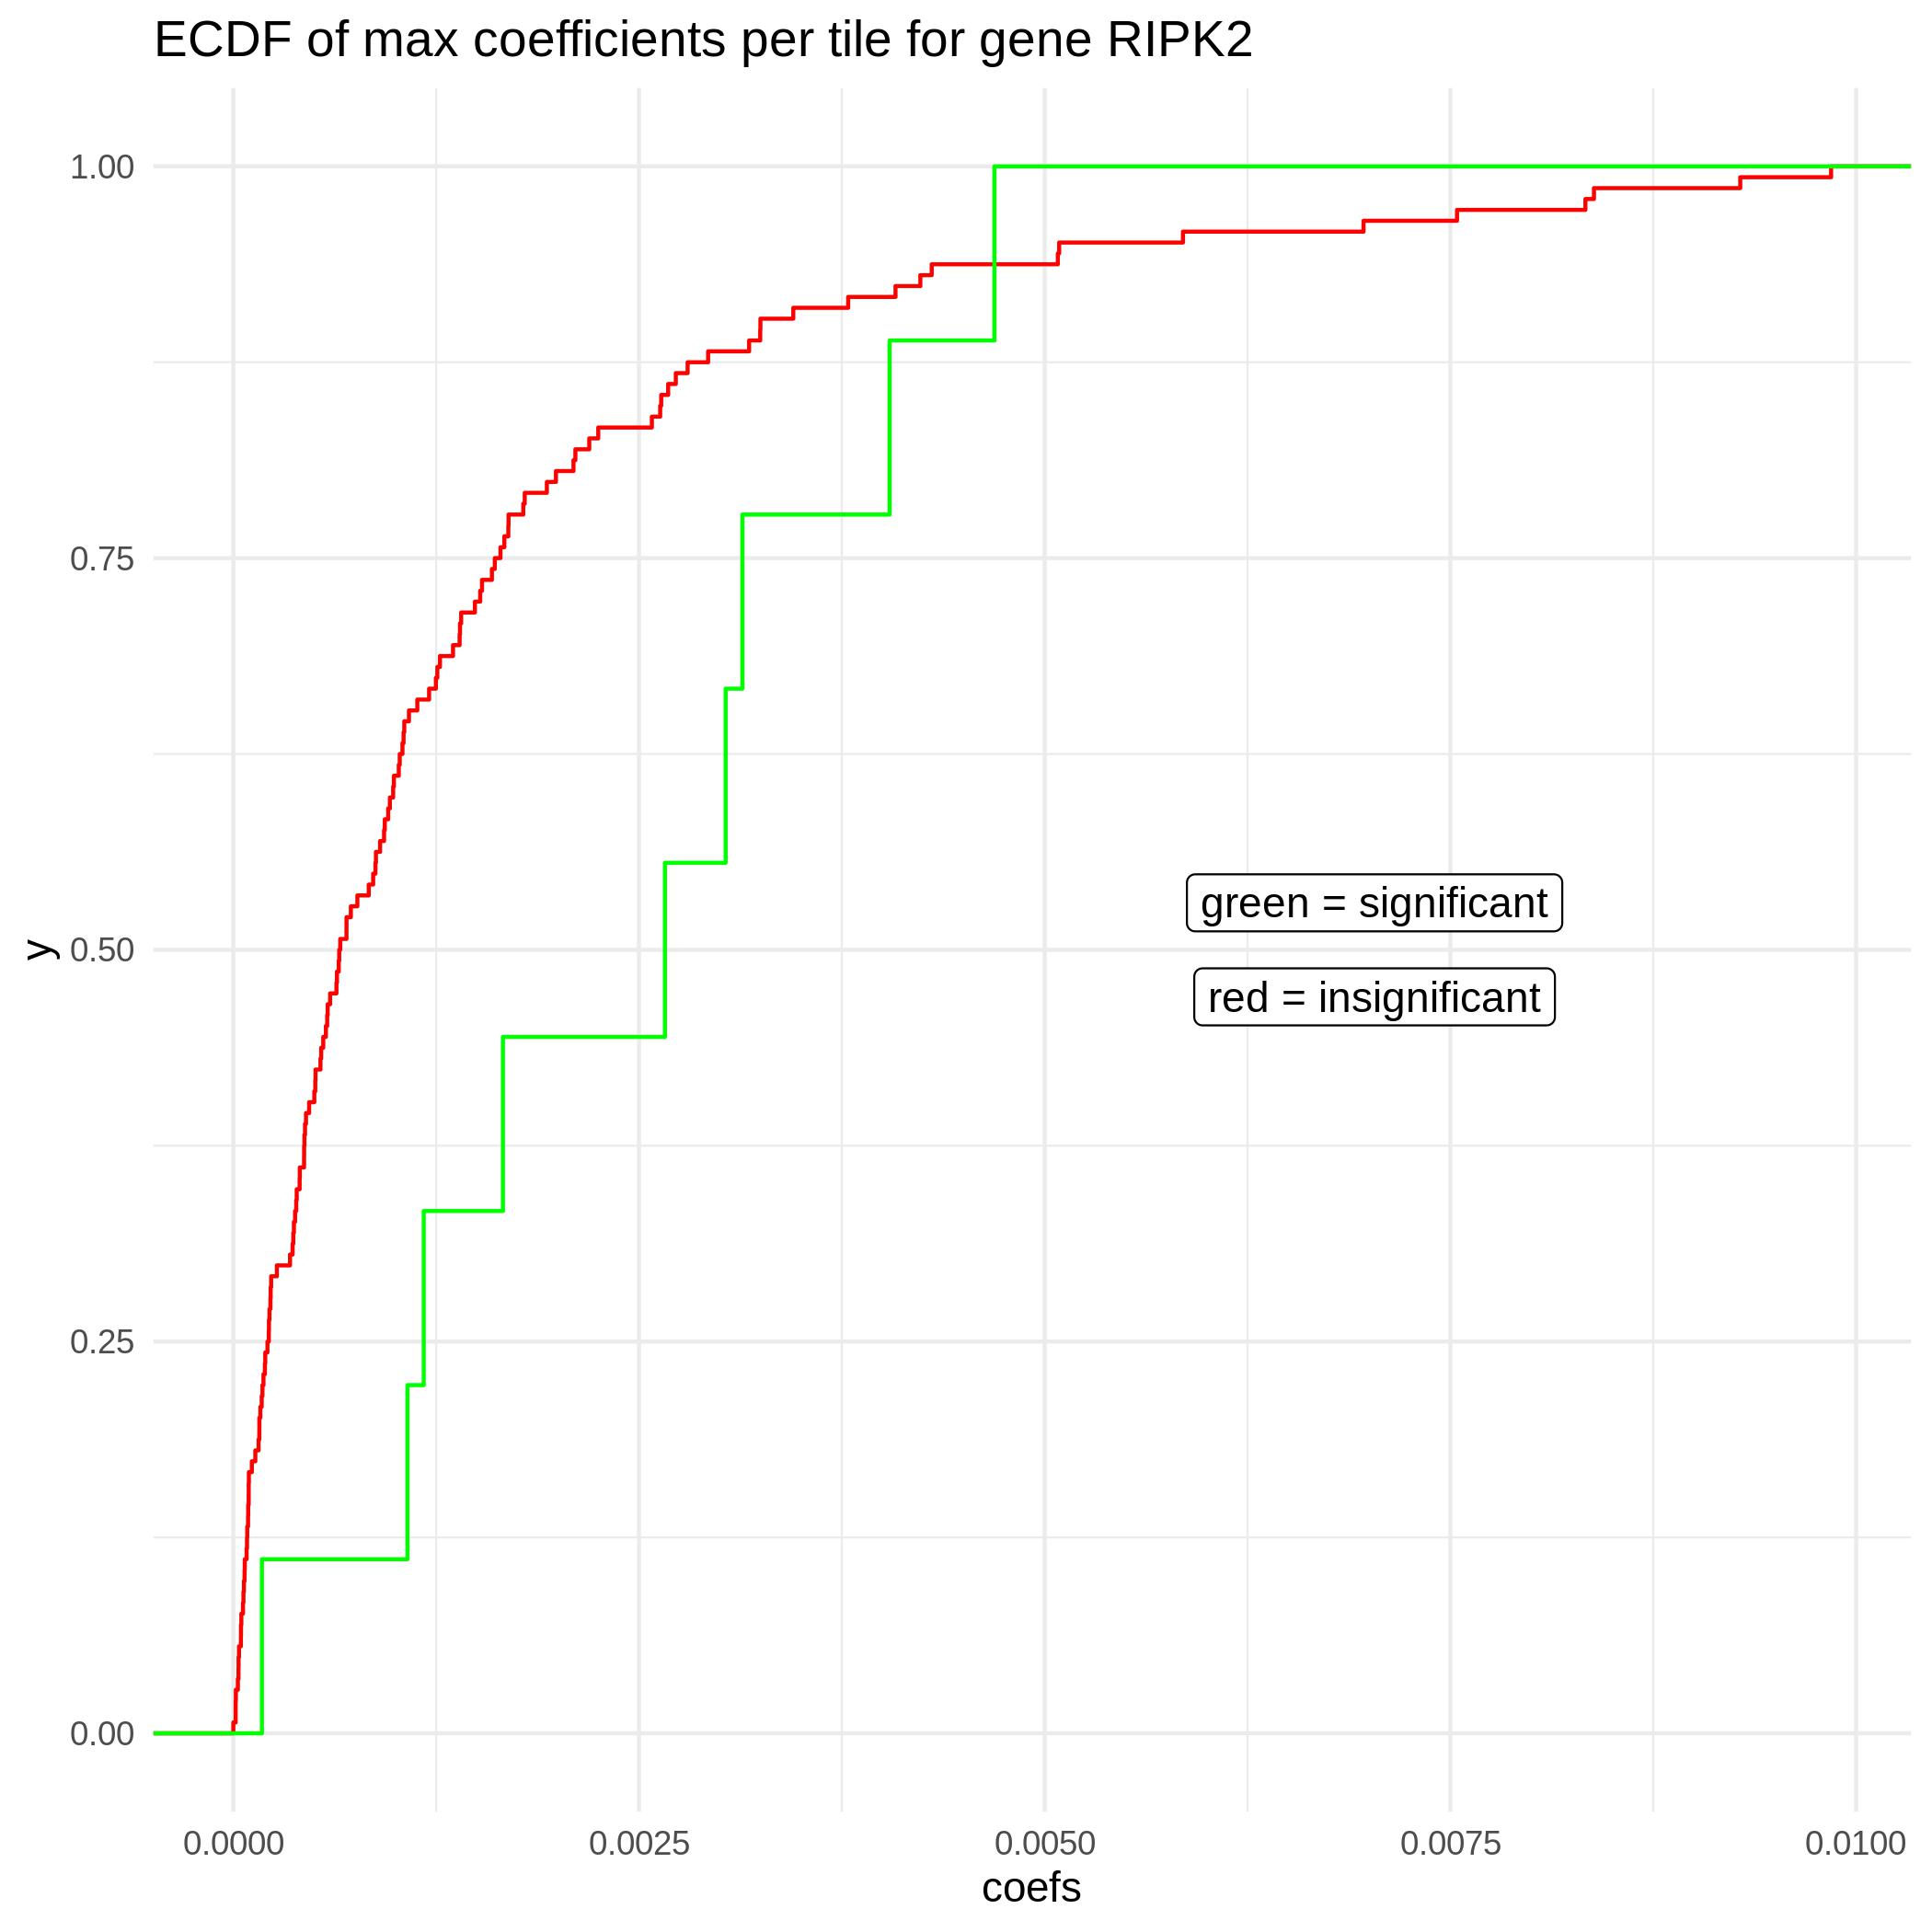 ECDF of max coefficients per tile for gene RIPK2
1.00
0.75
0.50
0.25
0.00
y
green = significant
red = insignificant
0.0000 0.0025 0.0050 0.0075 0.0100
coefs